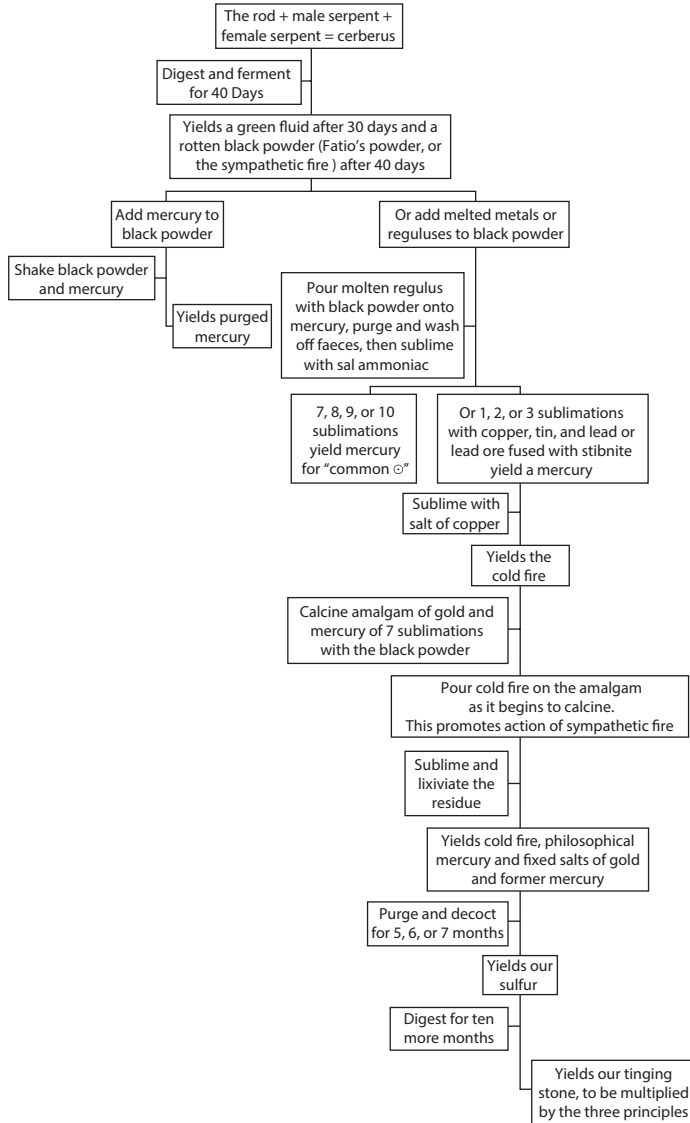 The rod + male serpent +
female serpent = cerberus
Digest and ferment
for 40 Days
Yields a green fluid after 30 days and a
rotten black powder (Fatio's powder, or
the sympathetic fire ) after 40 days
Add mercury to
black powder
Or add melted metals or
reguluses to black powder
Shake black powder
and mercury
Yields purged
mercury
Pour molten regulus
with black powder onto
mercury, purge and wash
off faeces, then sublime
with sal ammoniac
7, 8, 9, or 10
sublimations
yield mercury
for “common ☉”
Or 1, 2, or 3 sublimations
with copper, tin, and lead or
lead ore fused with stibnite
yield a mercury
Sublime with
salt of copper
Yields the
cold fire
Calcine amalgam of gold and
mercury of 7 sublimations
with the black powder
Pour cold fire on the amalgam
as it begins to calcine.
This promotes action of sympathetic fire
Sublime and
lixiviate the
residue
Yields cold fire, philosophical
mercury and fixed salts of gold
and former mercury
Purge and decoct
for 5, 6, or 7 months
Yields our
sulfur
Digest for ten
more months
Yields our tinging
stone, to be multiplied
by the three principles